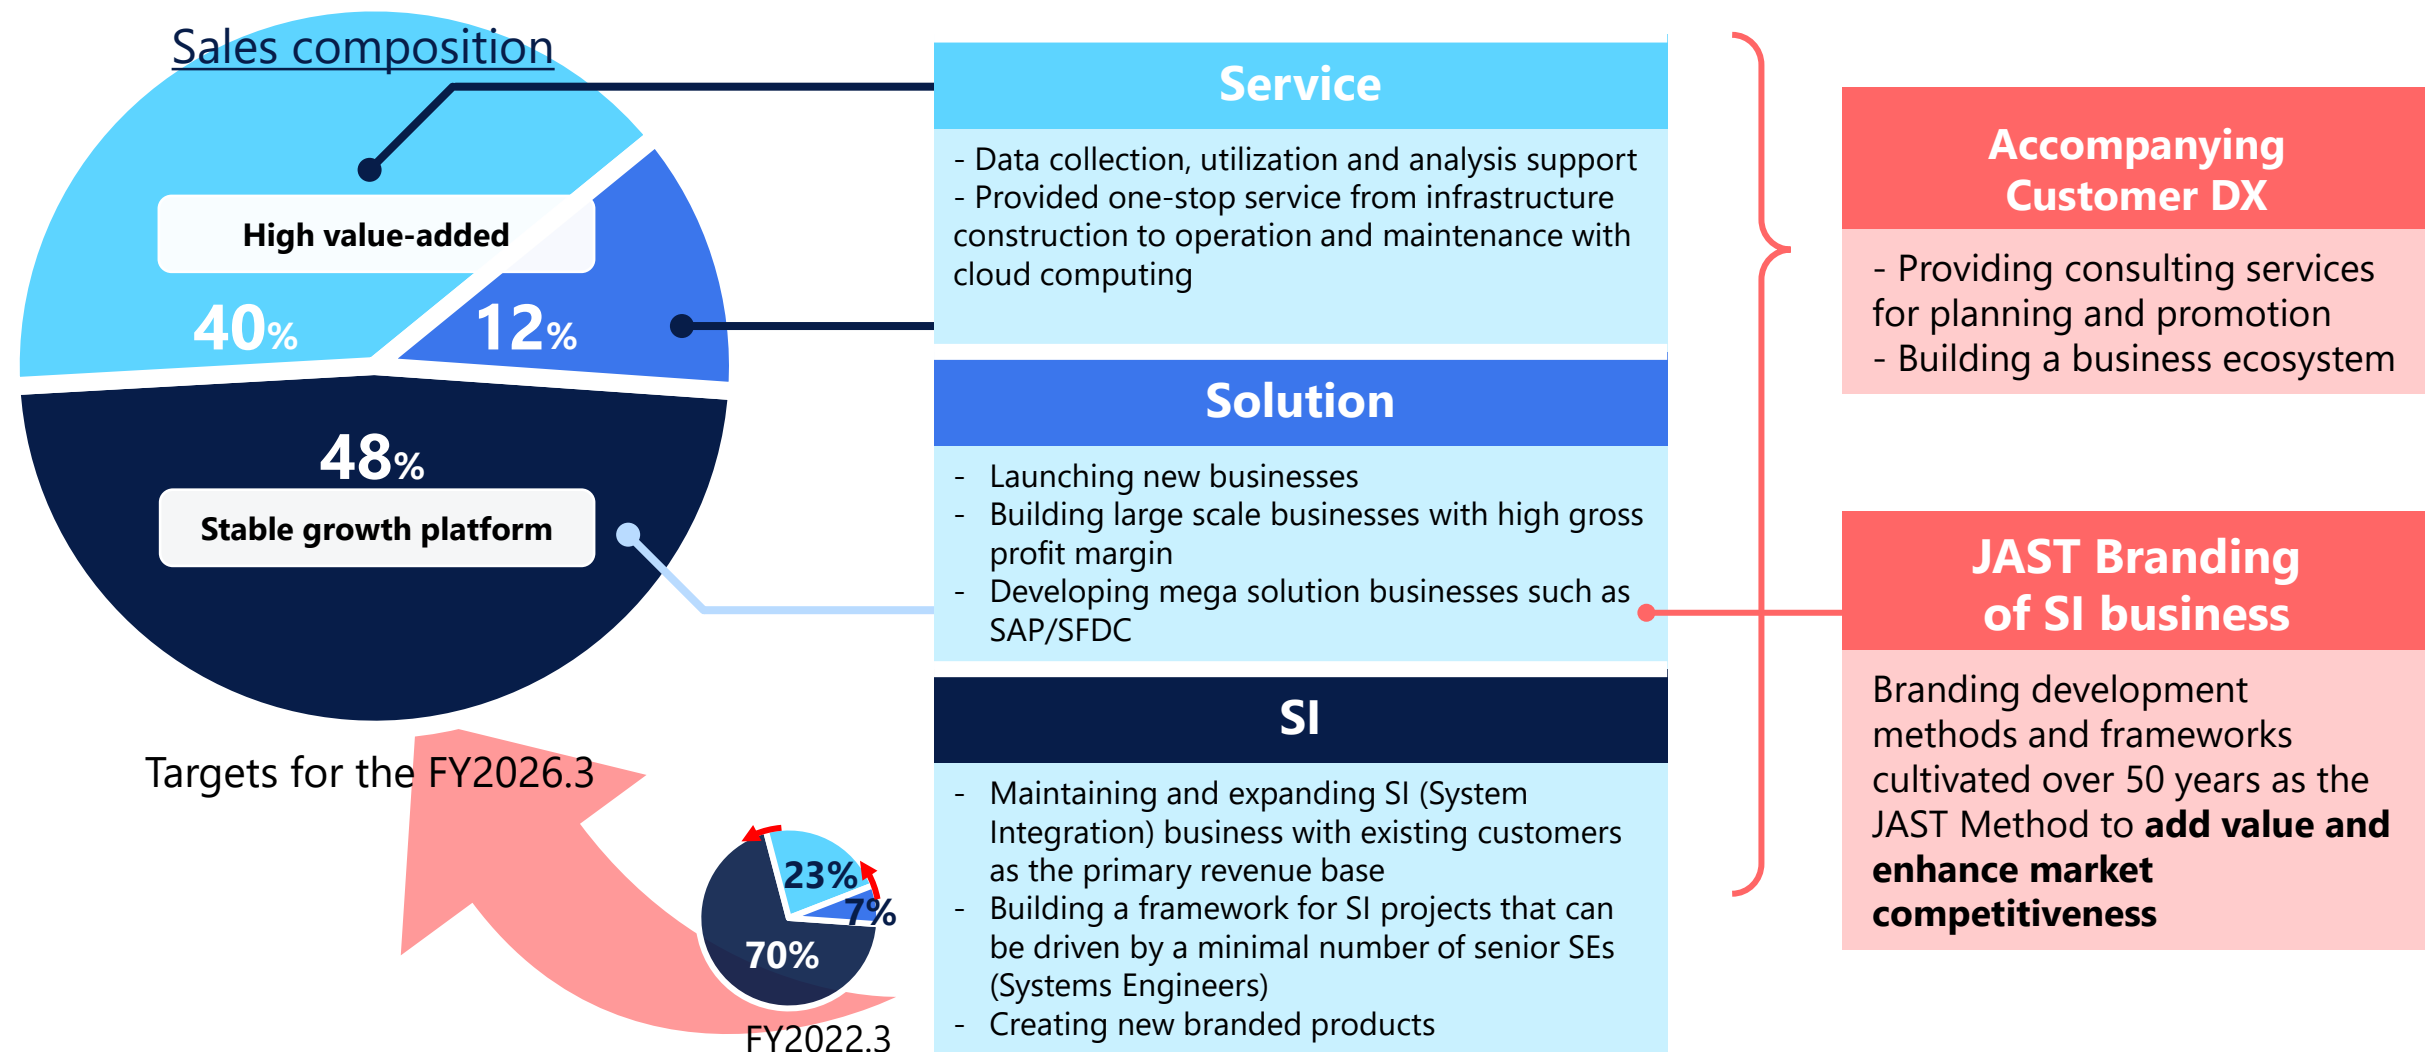 Sales composition
High value-added
40%
12%
48%
Stable growth platform
Targets for the FY2026.3
23%
7%
70%
FY2022.3
Service
- Data collection, utilization and analysis support
- Provided one-stop service from infrastructure
construction to operation and maintenance with
cloud computing
Solution
- Launching new businesses
- Building large scale businesses with high gross
profit margin
- Developing mega solution businesses such as
SAP/SFDC
SI
- Maintaining and expanding SI (System
Integration) business with existing customers
as the primary revenue base
- Building a framework for SI projects that can
be driven by a minimal number of senior SEs
(Systems Engineers)
- Creating new branded products
Accompanying
Customer DX
- Providing consulting services
for planning and promotion
- Building a business ecosystem
JAST Branding
of SI business
Branding development
methods and frameworks
cultivated over 50 years as the
JAST Method to add value and
enhance market
competitiveness